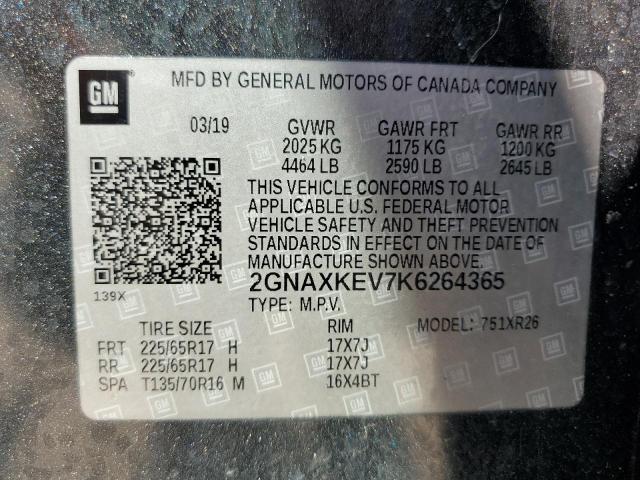 GM
MFD BY GENERAL MOTORS OF CANADA COMPANY
03/19 GVWR GAWR FRT GAWR RR
2025 KG 1175 KG 1200 KG
4464 LB 2590 LB 2645 LB
THIS VEHICLE CONFORMS TO ALL
APPLICABLE U.S. FEDERAL MOTOR
VEHICLE SAFETY AND THEFT PREVENTION
STANDARDS IN EFFECT ON THE DATE OF
MANUFACTURE SHOWN ABOVE.
139X 2GNAXKEV7K6264365
TYPE: M.P.V.
TIRE SIZE RIM MODEL: 751XR26
FRT 225/65R17 H 17X7J
RR 225/65R17 H 17X7J
SPA T135/70R16 M 16X4BT